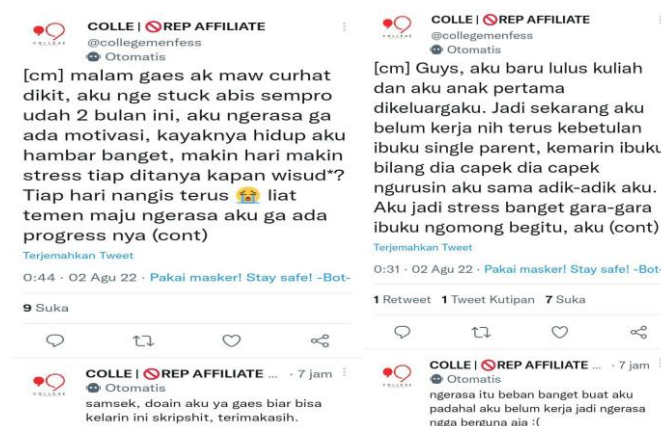 COLLE | 🚫REP AFFILIATE
@collegemenfess
Otomatis
[cm] malam gaes ak maw curhat
dikit, aku nge stuck abis sempro
udah 2 bulan ini, aku ngerasa ga
ada motivasi, kayaknya hidup aku
hambar banget, makin hari makin
stress tiap ditanya kapan wisud*?
Tiap hari nangis terus 😭 liat
temen maju ngerasa aku ga ada
progress nya (cont)
Terjemahkan Tweet
0:44 · 02 Agu 22 · Pakai masker! Stay safe! -Bot-
9 Suka
COLLE | 🚫REP AFFILIATE ... · 7 jam
Otomatis
samsek, doain aku ya gaes biar bisa
kelarin ini skripshit, terimakasih.
COLLE | 🚫REP AFFILIATE
@collegemenfess
Otomatis
[cm] Guys, aku baru lulus kuliah
dan aku anak pertama
dikeluargaku. Jadi sekarang aku
belum kerja nih terus kebetulan
ibuku single parent, kemarin ibuku
bilang dia capek dia capek
ngurusin aku sama adik-adik aku.
Aku jadi stress banget gara-gara
ibuku ngomong begitu, aku (cont)
Terjemahkan Tweet
0:31 · 02 Agu 22 · Pakai masker! Stay safe! -Bot-
1 Retweet 1 Tweet Kutipan 7 Suka
COLLE | 🚫REP AFFILIATE ... · 7 jam
Otomatis
ngerasa itu beban banget buat aku
padahal aku belum kerja jadi ngerasa
ngga berguna aja :(